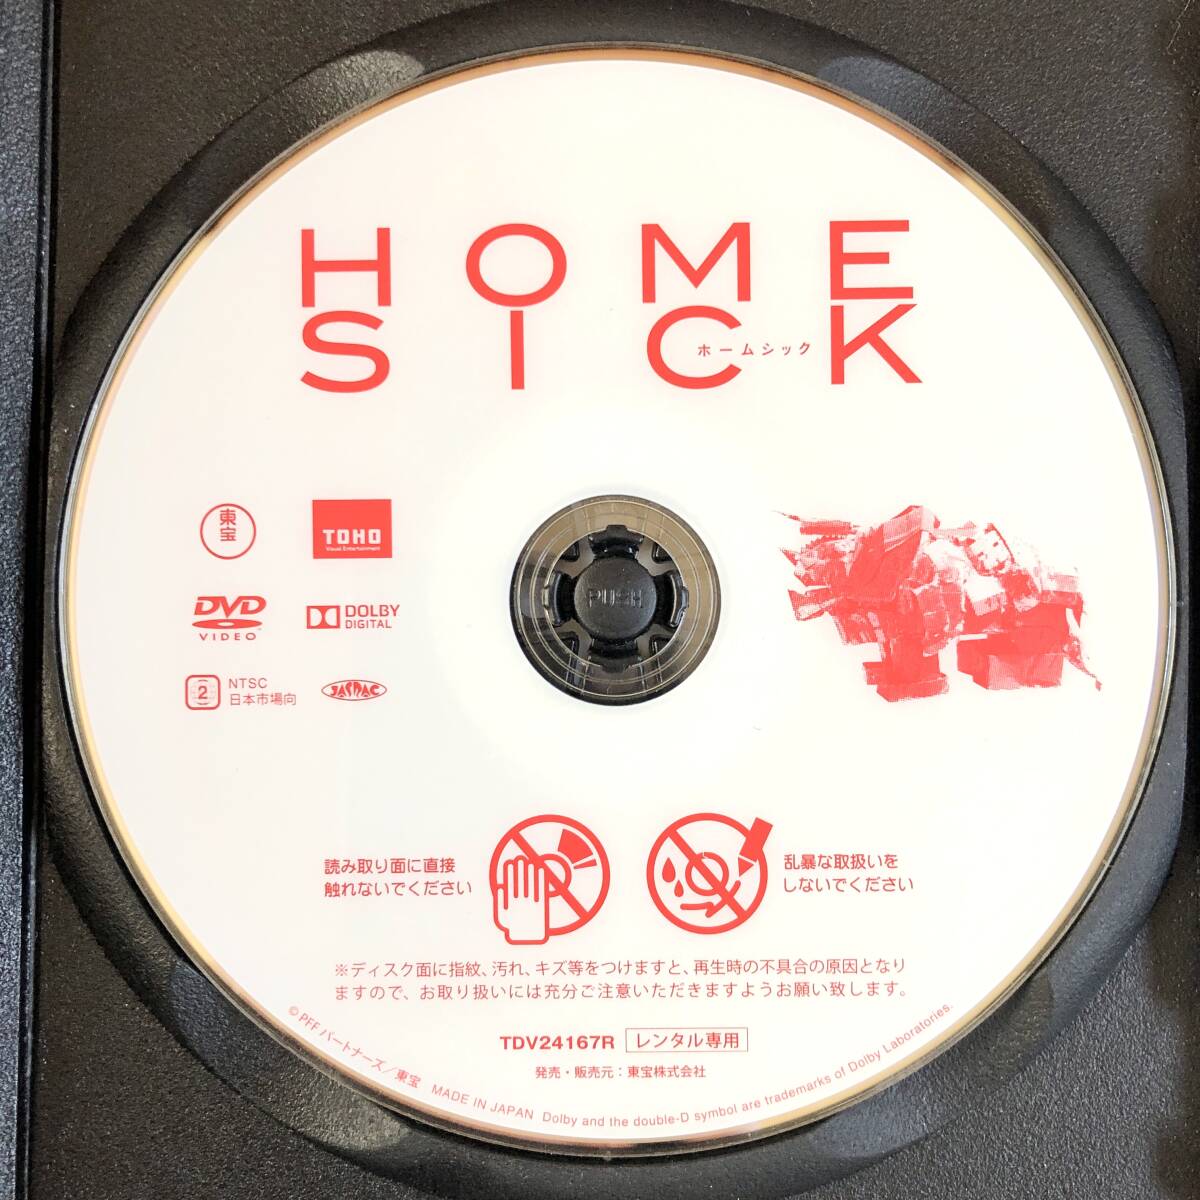 HOME
SICK
ホームシック
東宝
TOHO
Visual Entertainment
DVD
VIDEO
DOLBY
DIGITAL
2
NTSC
日本市場向
JASRAC
PUSH
読み取り面に直接
触れないでください
乱暴な取扱いを
しないでください
※ディスク面に指紋、汚れ、キズ等をつけますと、再生時の不具合の原因となり
ますので、お取り扱いには充分ご注意いただきますようお願い致します。
TDV24167R レンタル専用
発売・販売元：東宝株式会社
©PFFパートナーズ／東宝 MADE IN JAPAN Dolby and the double-D symbol are trademarks of Dolby Laboratories.